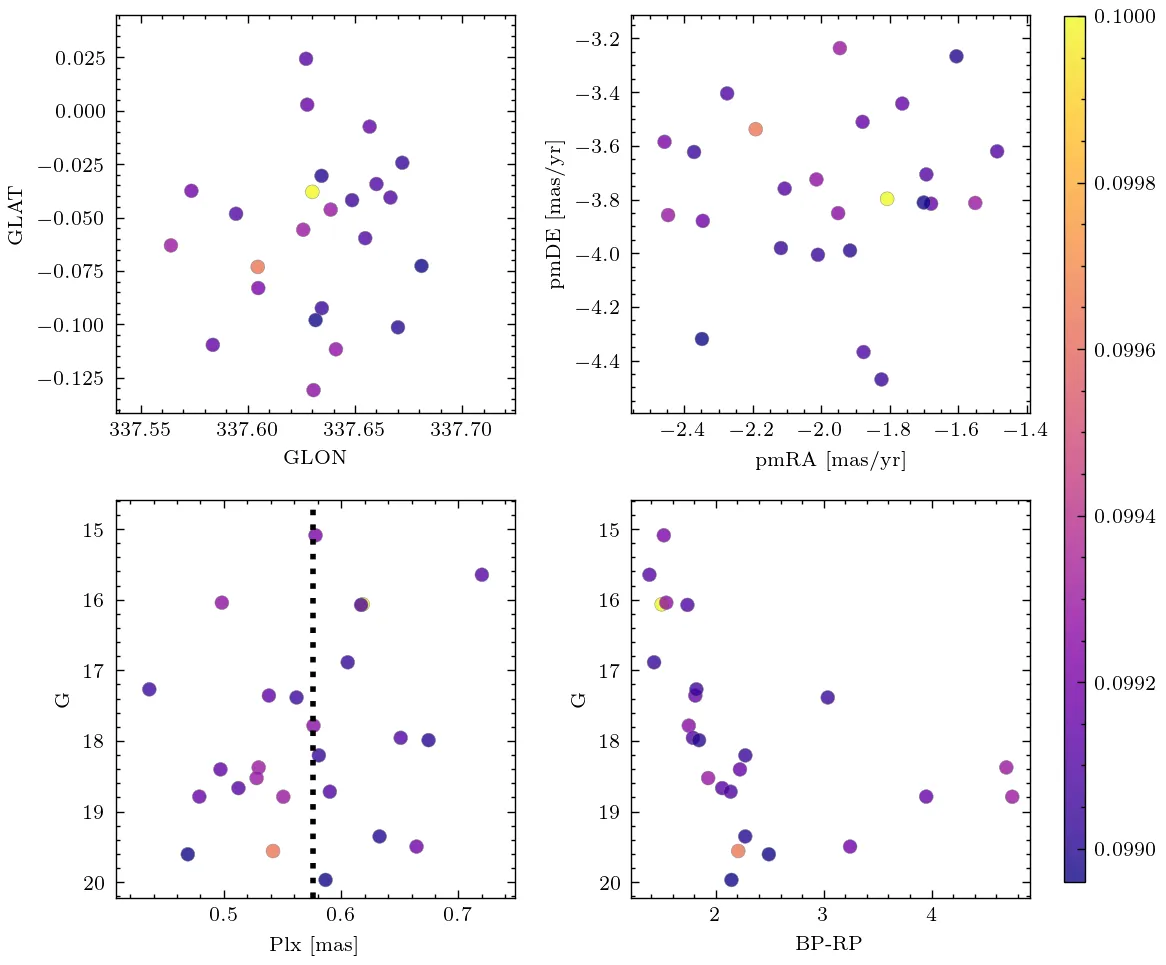 0.025
0.000
−0.025
−0.050
−0.075
−0.100
−0.125
GLAT
337.55 337.60 337.65 337.70
GLON
−3.2
−3.4
−3.6
−3.8
−4.0
−4.2
−4.4
pmDE [mas/yr]
−2.4 −2.2 −2.0 −1.8 −1.6 −1.4
pmRA [mas/yr]
15
16
17
18
19
20
G
0.5 0.6 0.7
Plx [mas]
15
16
17
18
19
20
G
2 3 4
BP-RP
0.1000
0.0998
0.0996
0.0994
0.0992
0.0990